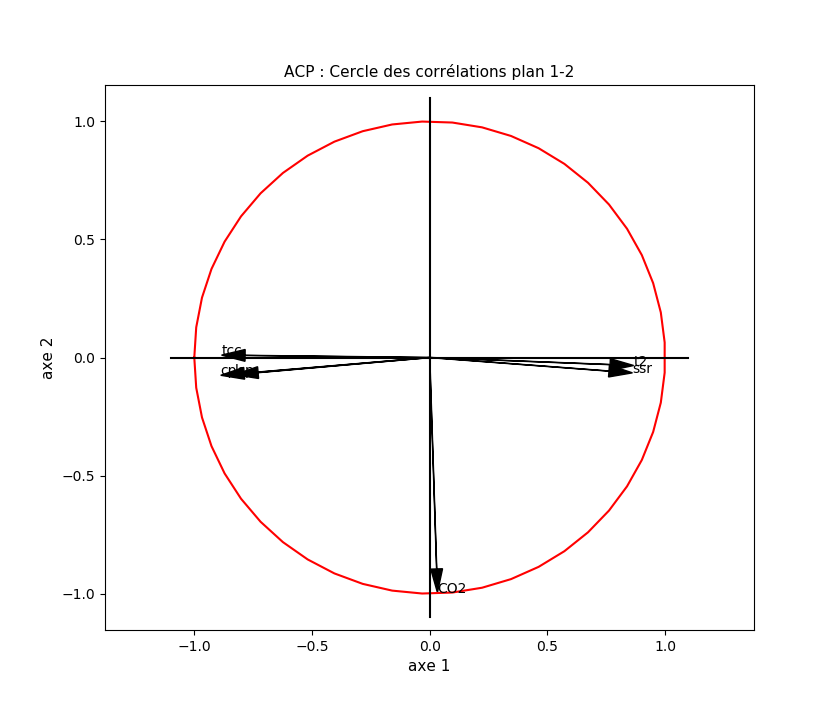 ACP : Cercle des corrélations plan 1-2
1.0
0.5
tcc
0.0
t2
ssr
axe 2
−0.5
CO2
−1.0
−1.0 −0.5 0.0 0.5 1.0
axe 1